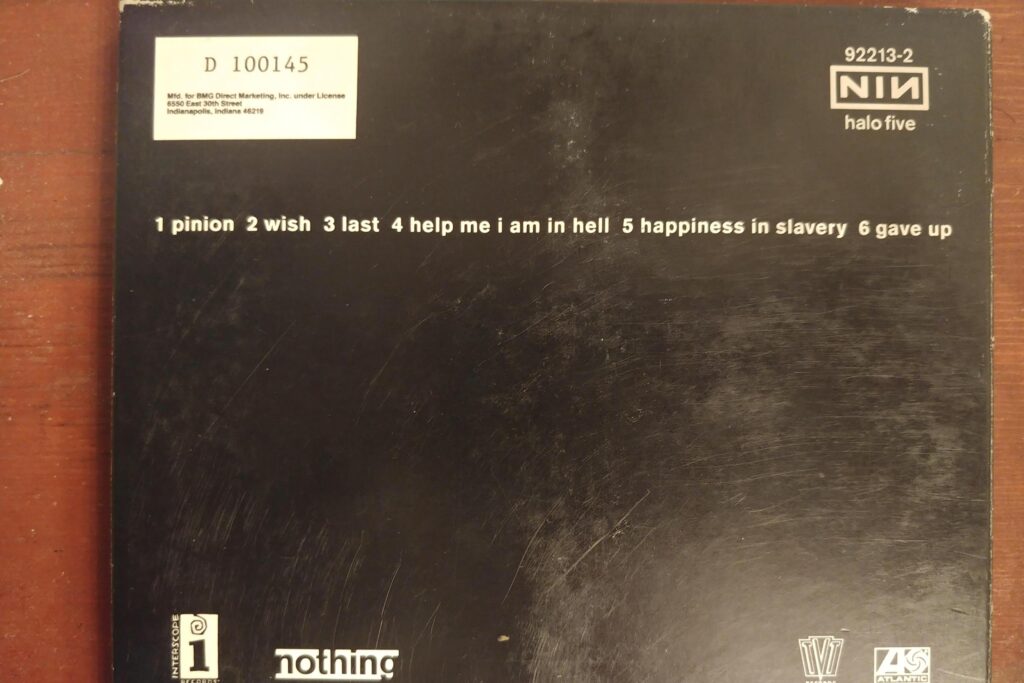 D 100145
Mfd. for BMG Direct Marketing, Inc. under License
6550 East 30th Street
Indianapolis, Indiana 46219
92213-2
NIN
halo five
1 pinion 2 wish 3 last 4 help me i am in hell 5 happiness in slavery 6 gave up
INTERSCOPE
i
RECORDS
nothing
TVT
ATLANTIC